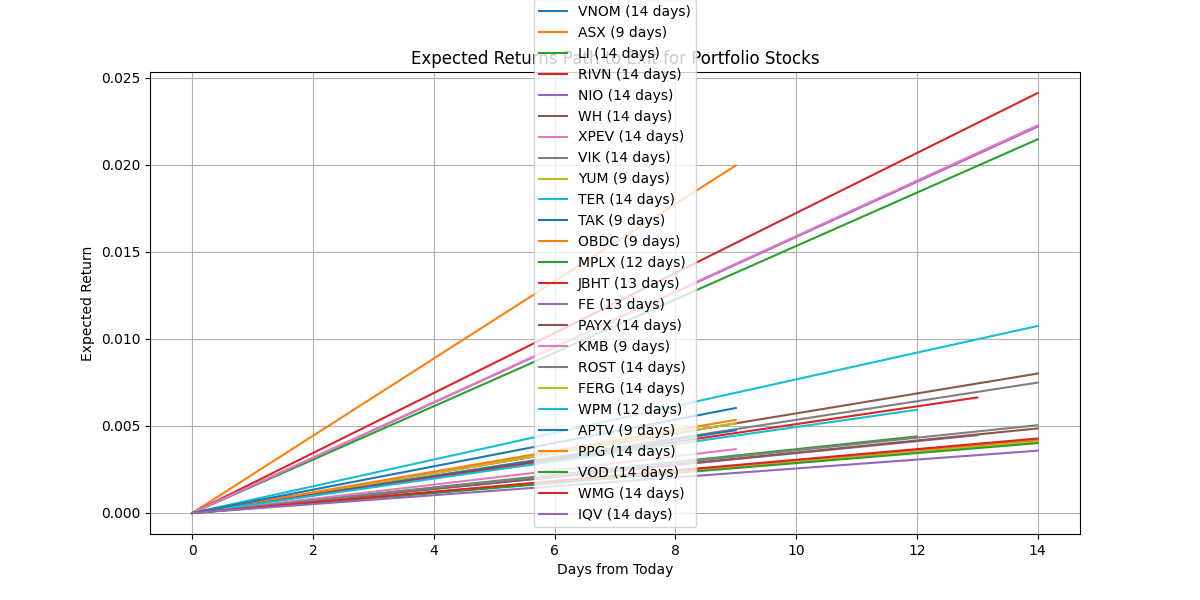 VNOM (14 days)
ASX (9 days)
LI (14 days)
Expected Returns Path to Exit for Portfolio Stocks
RIVN (14 days)
NIO (14 days)
WH (14 days)
XPEV (14 days)
VIK (14 days)
YUM (9 days)
TER (14 days)
TAK (9 days)
OBDC (9 days)
MPLX (12 days)
JBHT (13 days)
FE (13 days)
PAYX (14 days)
KMB (9 days)
ROST (14 days)
FERG (14 days)
WPM (12 days)
APTV (9 days)
PPG (14 days)
VOD (14 days)
WMG (14 days)
IQV (14 days)
Expected Return
0.025
0.020
0.015
0.010
0.005
0.000
0 2 4 6 8 10 12 14
Days from Today